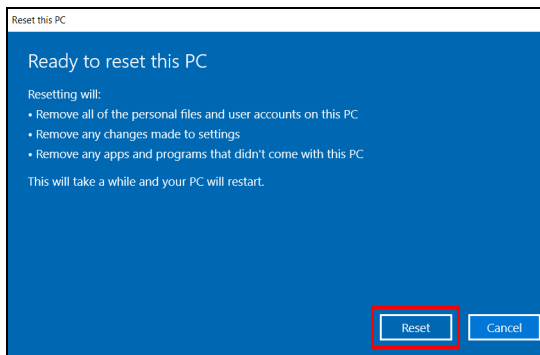 Reset this PC
Ready to reset this PC
Resetting will:
• Remove all of the personal files and user accounts on this PC
• Remove any changes made to settings
• Remove any apps and programs that didn't come with this PC
This will take a while and your PC will restart.
Reset
Cancel